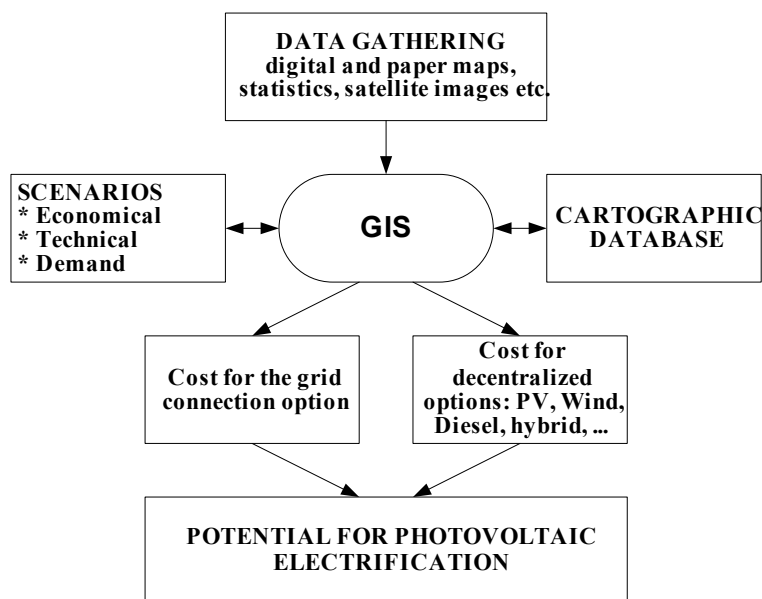 DATA GATHERING
digital and paper maps,
statistics, satellite images etc.
SCENARIOS
* Economical
* Technical
* Demand
GIS
CARTOGRAPHIC
DATABASE
Cost for the grid
connection option
Cost for
decentralized
options: PV, Wind,
Diesel, hybrid, ...
POTENTIAL FOR PHOTOVOLTAIC
ELECTRIFICATION